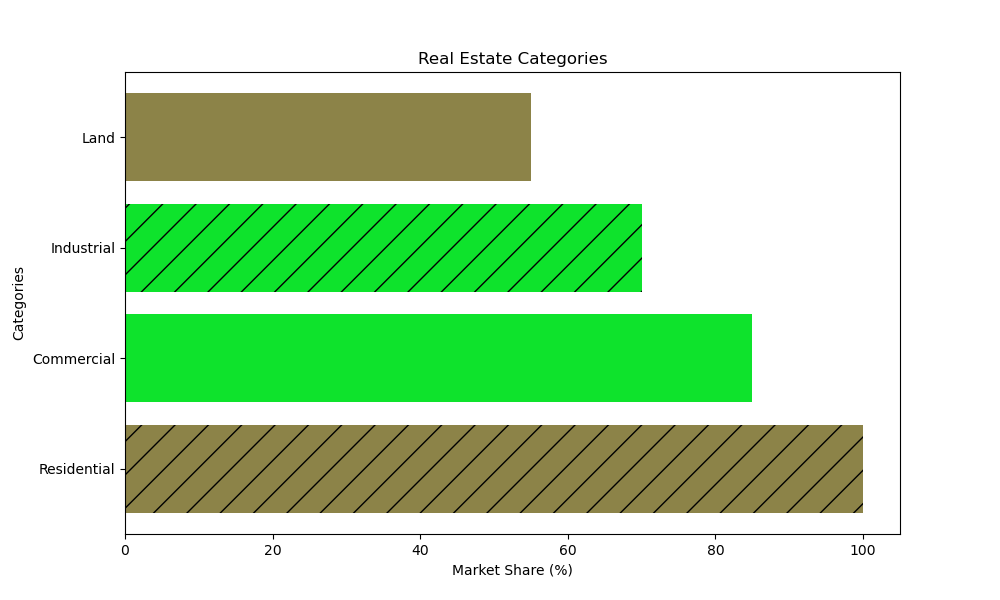 Real Estate Categories
Land
Industrial
Commercial
Residential
Categories
0 20 40 60 80 100
Market Share (%)